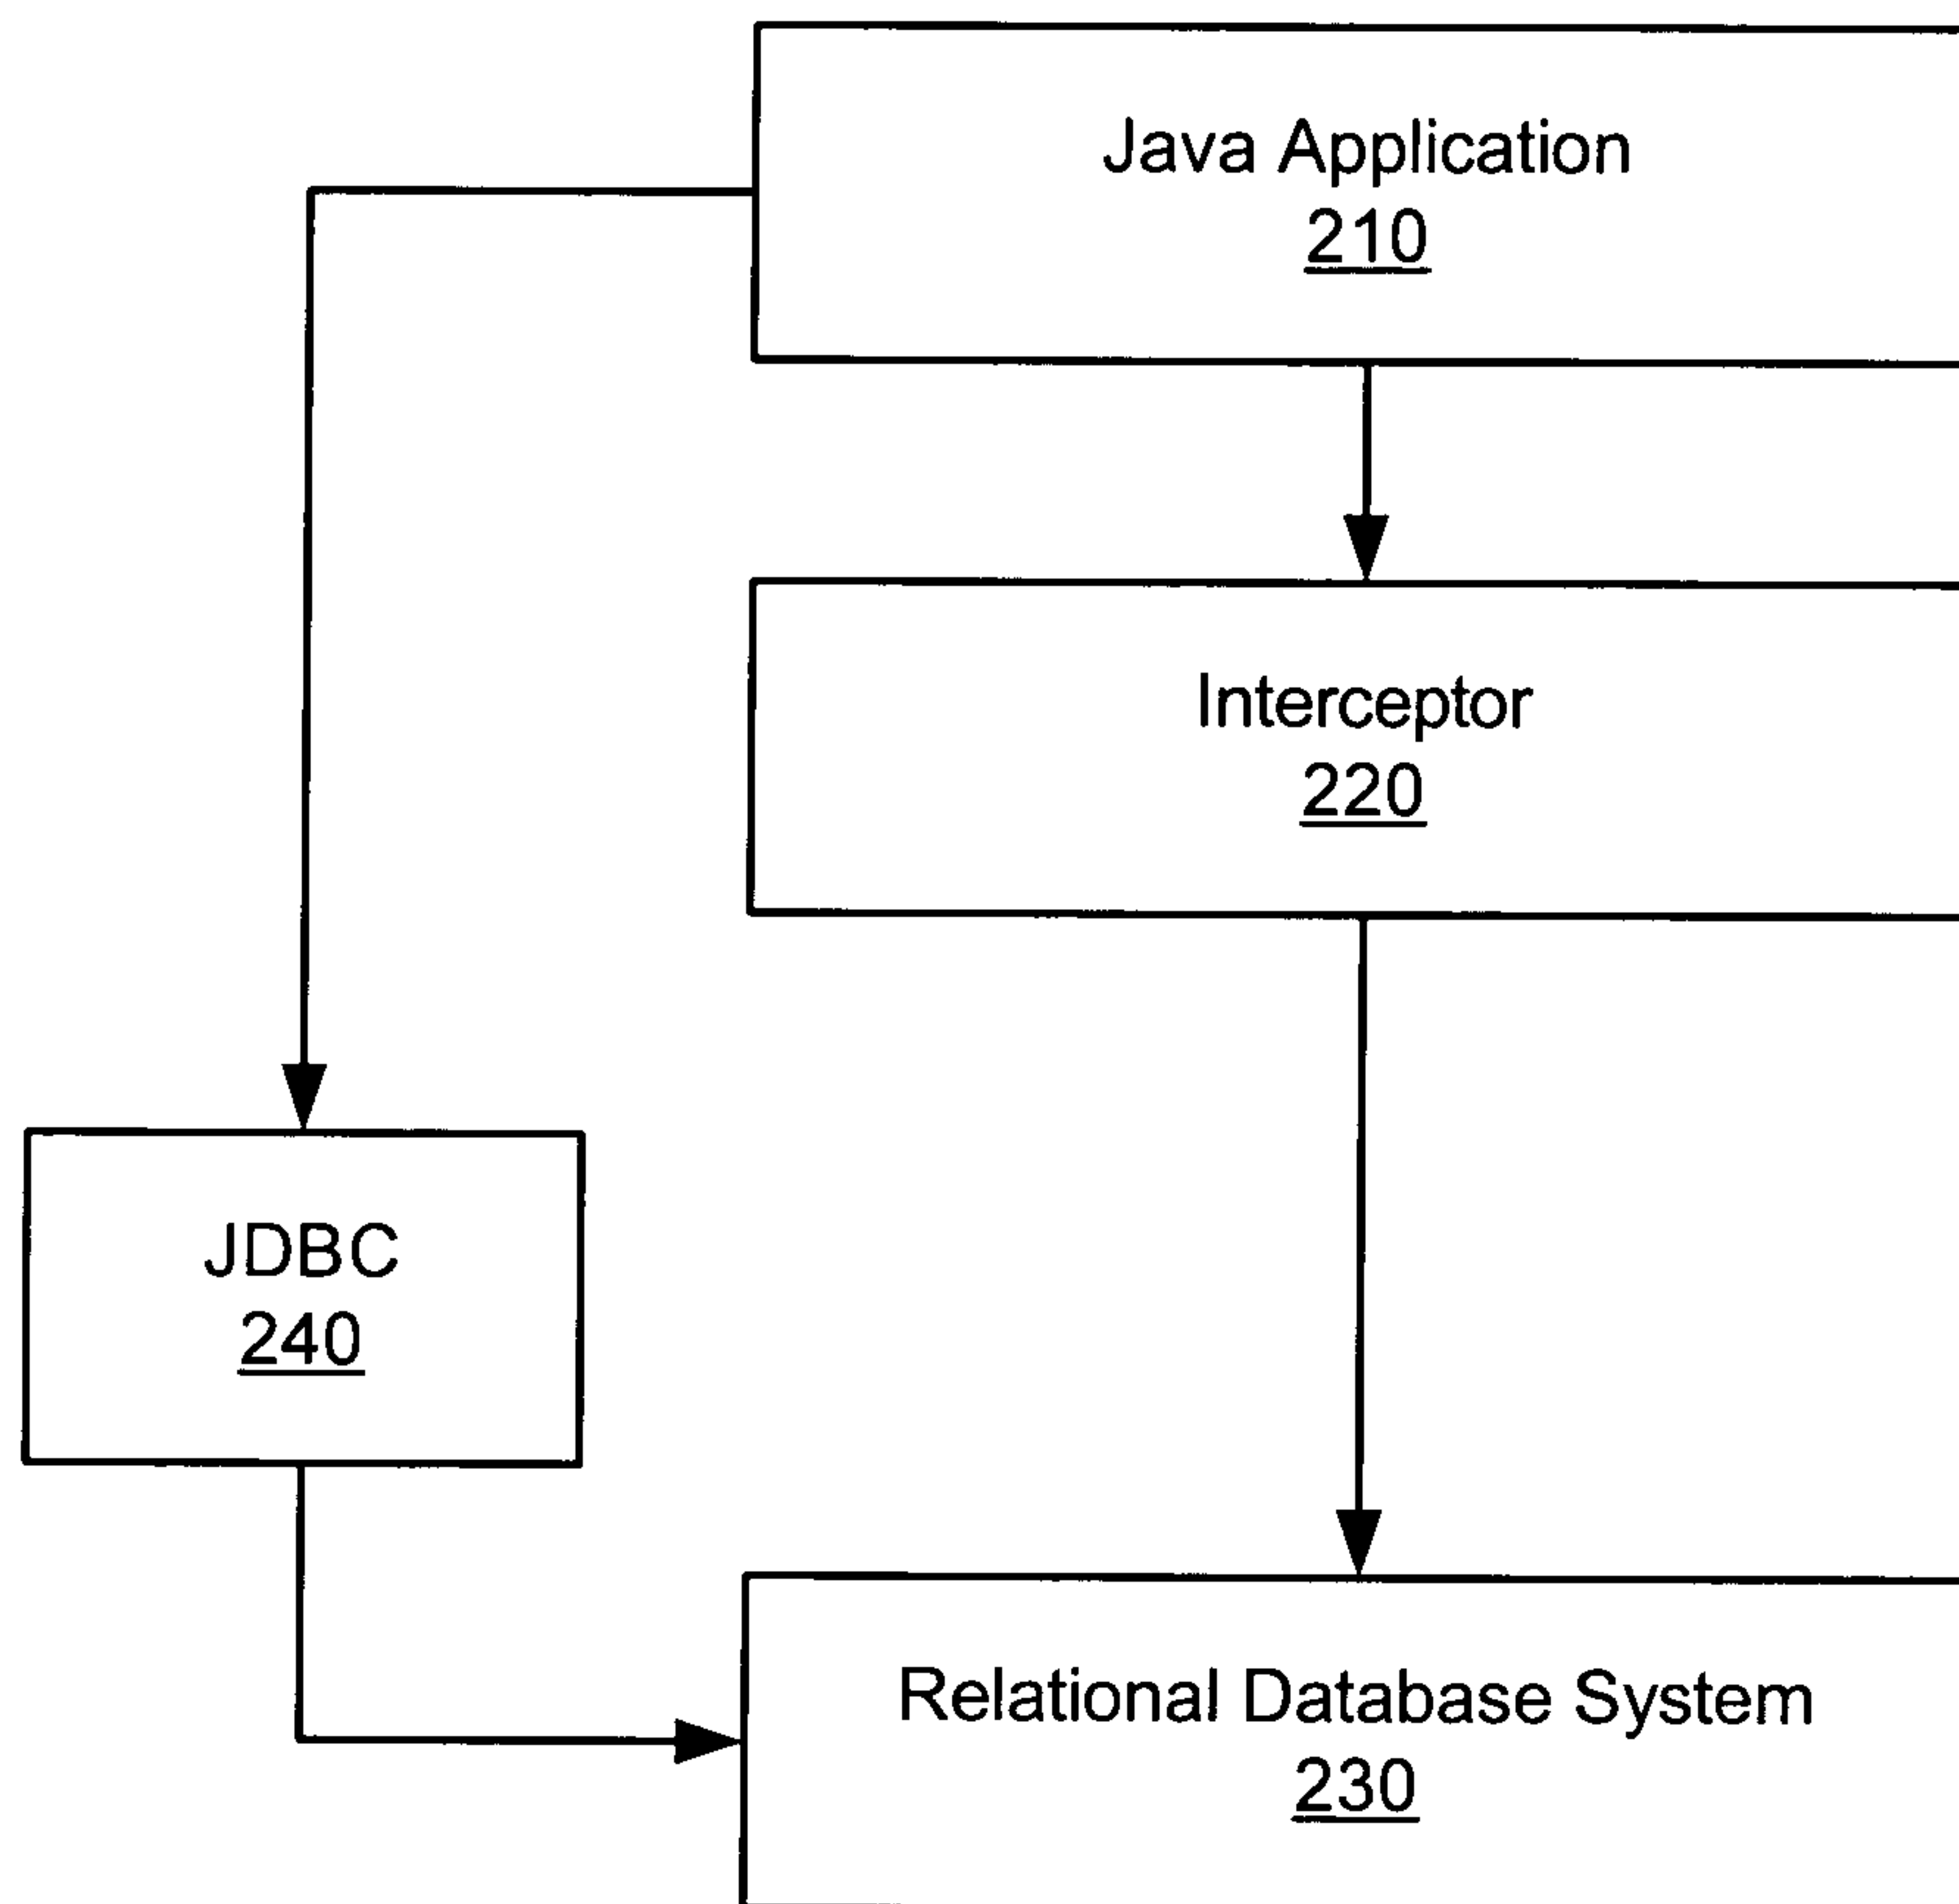 Java Application
210
Interceptor
220
JDBC
240
Relational Database System
230